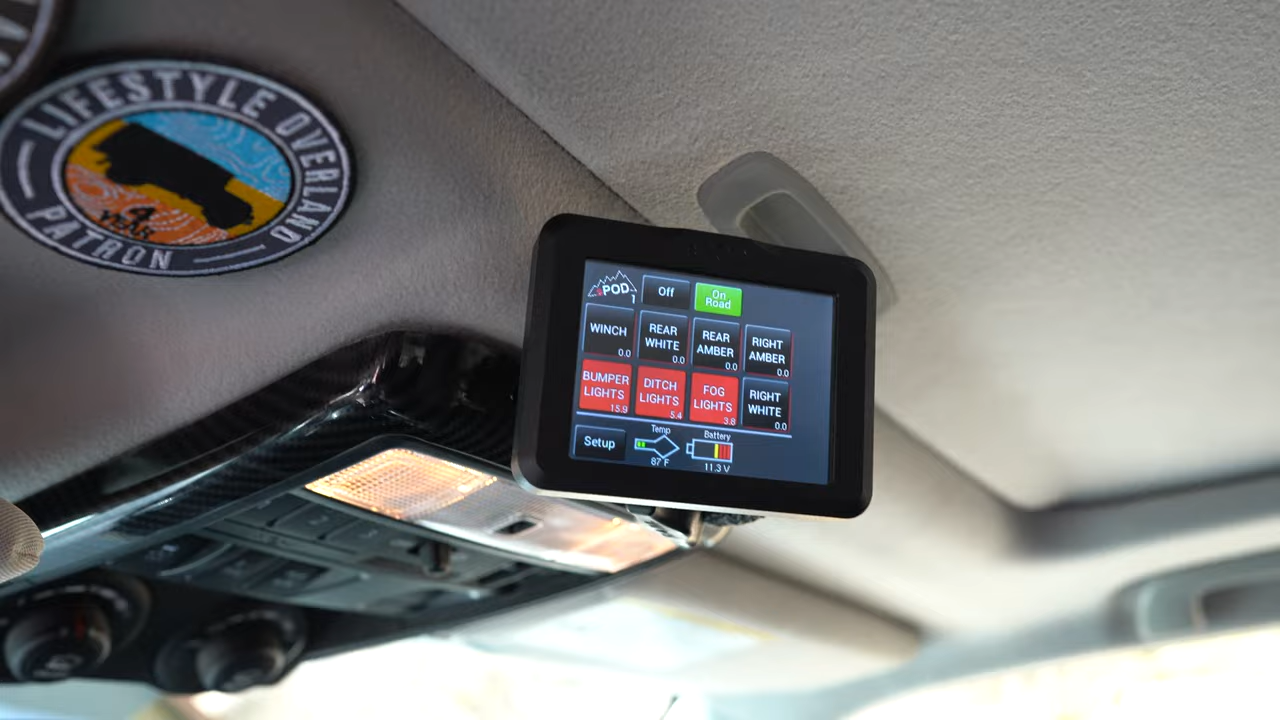 LIFESTYLE OVERLAND
4
YEAR
PATRON
sPOD
Off
On
Road
WINCH
0.0
REAR
WHITE
0.0
REAR
AMBER
0.0
RIGHT
AMBER
0.0
BUMPER
LIGHTS
15.9
DITCH
LIGHTS
5.4
FOG
LIGHTS
3.8
RIGHT
WHITE
0.0
Setup
Temp
87 F
Battery
11.3 V